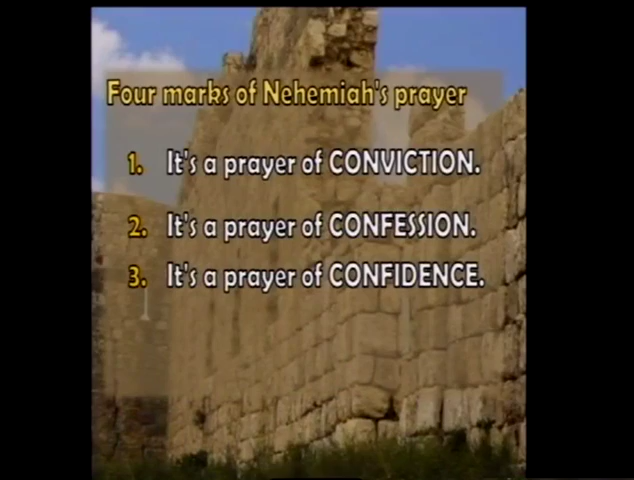 Four marks of Nehemiah's prayer
1. It's a prayer of CONVICTION.
2. It's a prayer of CONFESSION.
3. It's a prayer of CONFIDENCE.